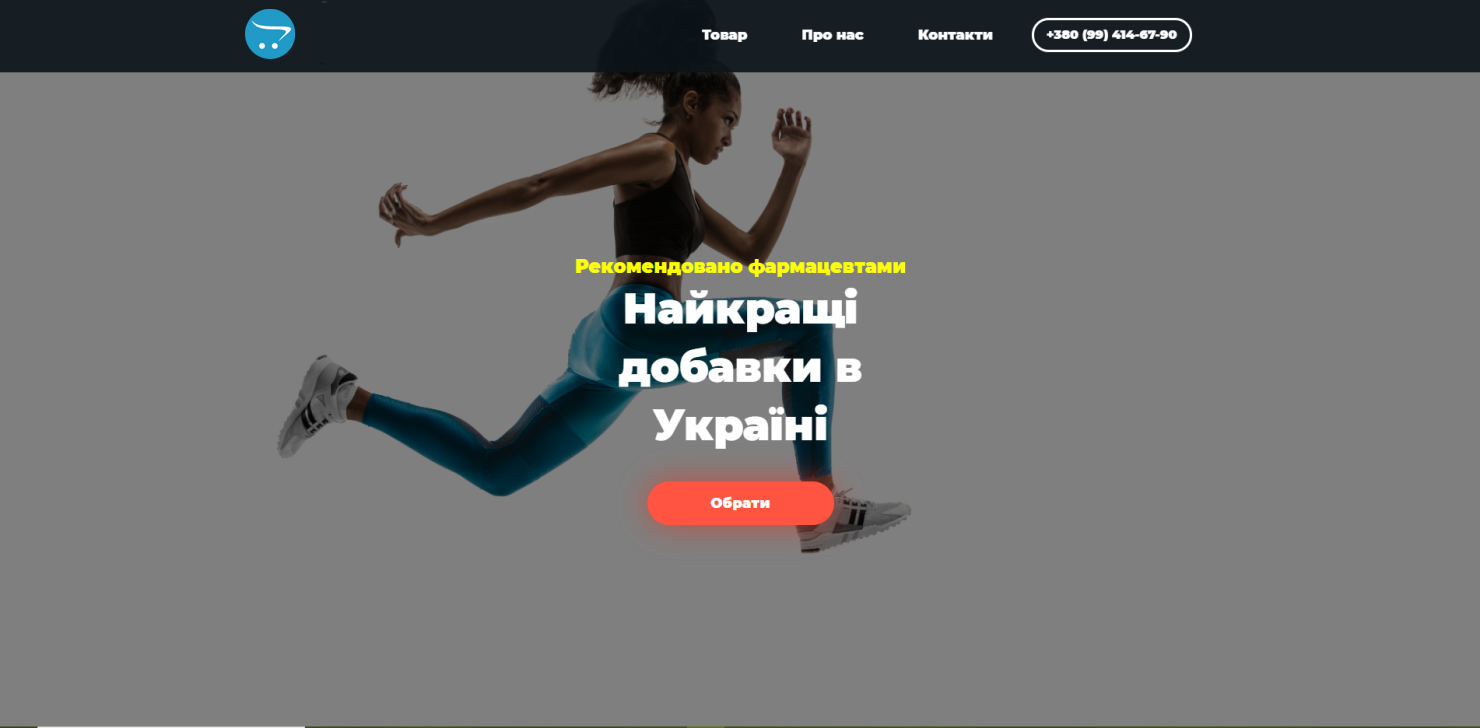 Товар
Про нас
Контакти
+380 (99) 414-67-90
Рекомендовано фармацевтами
Найкращі
добавки в
Україні
Обрати